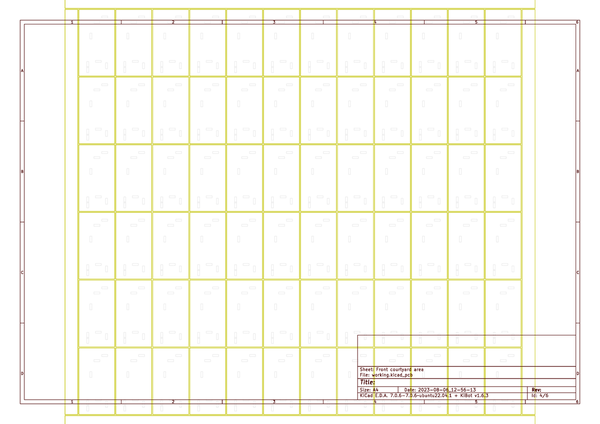 1 2 3 4 5 6
A A
B B
C C
D D
Sheet: Front courtyard area
File: working.kicad_pcb
Title:
Size: A4 Date: 2023-08-06_12-56-13 Rev:
KiCad E.D.A. 7.0.6-7.0.6~ubuntu22.04.1 + KiBot v1.6.3 Id: 4/6
1 2 3 4 5 6